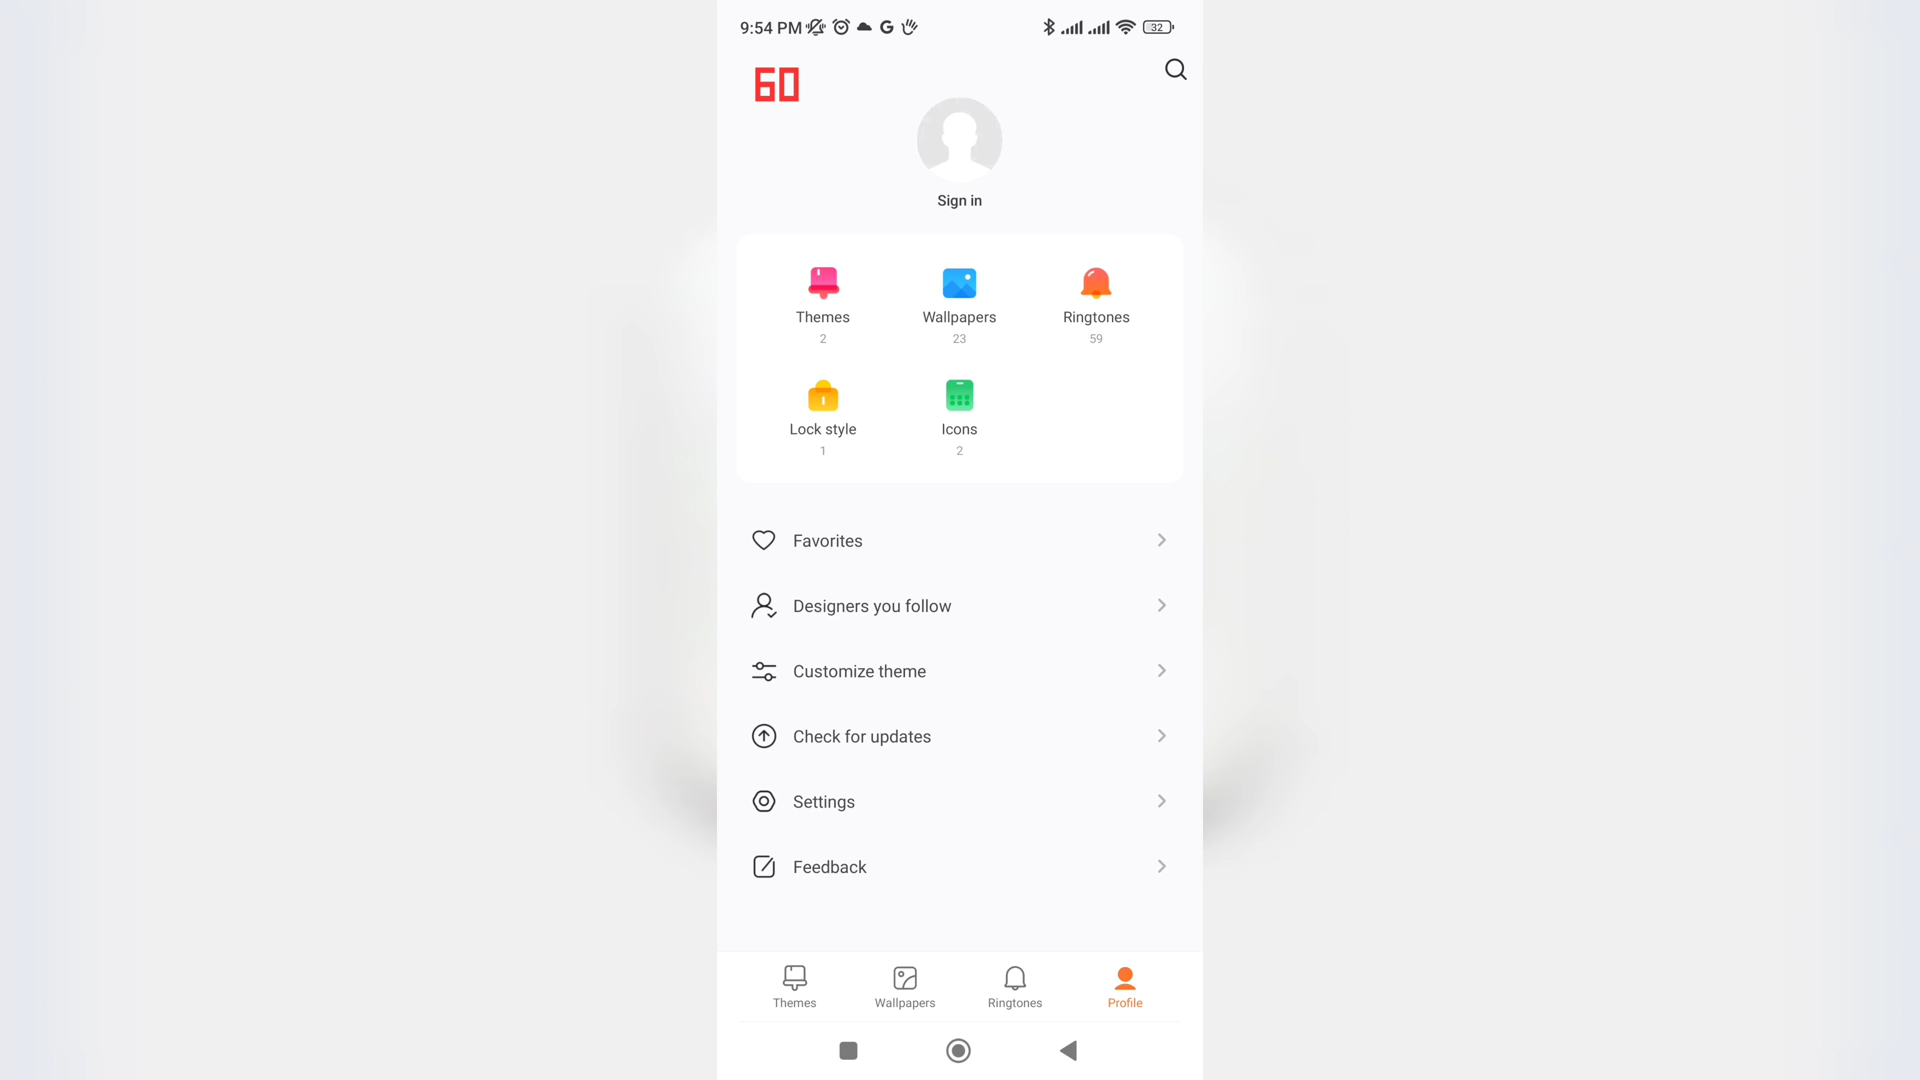 9:54 PM
32
60
Sign in
Themes
2
Wallpapers
23
Ringtones
59
Lock style
1
Icons
2
Favorites
Designers you follow
Customize theme
Check for updates
Settings
Feedback
Themes
Wallpapers
Ringtones
Profile